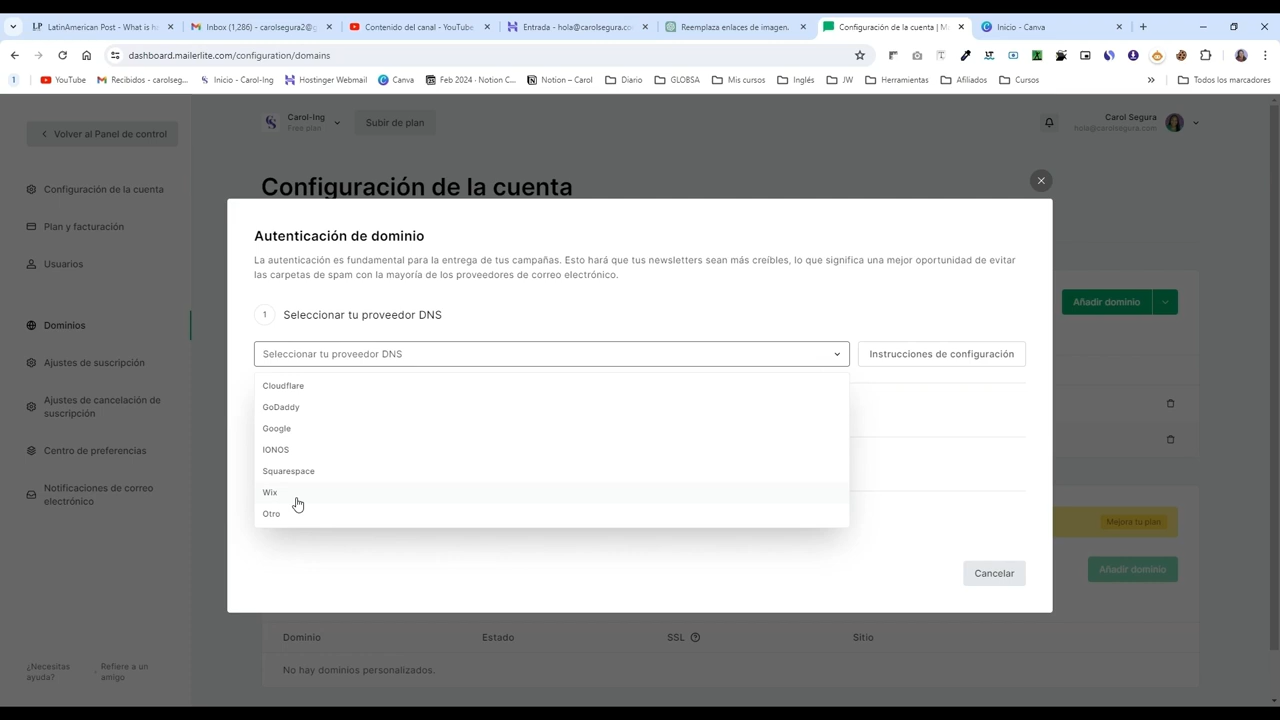 LatinAmerican Post - What is h
Inbox (1,286) - carolsegura2@g
Contenido del canal - YouTube
Entrada - hola@carolsegura.co
Reemplaza enlaces de imagen.
Configuración de la cuenta | M
Inicio - Canva
dashboard.mailerlite.com/configuration/domains
1
YouTube
Recibidos - carolseg...
Inicio - Carol-Ing
Hostinger Webmail
Canva
Feb 2024 - Notion C...
Notion – Carol
Diario
GLOBSA
Mis cursos
Inglés
JW
Herramientas
Afiliados
Cursos
Todos los marcadores
Volver al Panel de control
Carol-Ing
Free plan
Subir de plan
Carol Segura
hola@carolsegura.com
Configuración de la cuenta
Configuración de la cuenta
Plan y facturación
Usuarios
Dominios
Ajustes de suscripción
Ajustes de cancelación de
suscripción
Centro de preferencias
Notificaciones de correo
electrónico
¿Necesitas
ayuda?
Refiere a un
amigo
Autenticación de dominio
La autenticación es fundamental para la entrega de tus campañas. Esto hará que tus newsletters sean más creíbles, lo que significa una mejor oportunidad de evitar
las carpetas de spam con la mayoría de los proveedores de correo electrónico.
1 Seleccionar tu proveedor DNS
Seleccionar tu proveedor DNS
Instrucciones de configuración
Cloudflare
GoDaddy
Google
IONOS
Squarespace
Wix
Otro
Cancelar
Añadir dominio
Mejora tu plan
Añadir dominio
Dominio
Estado
SSL
Sitio
No hay dominios personalizados.